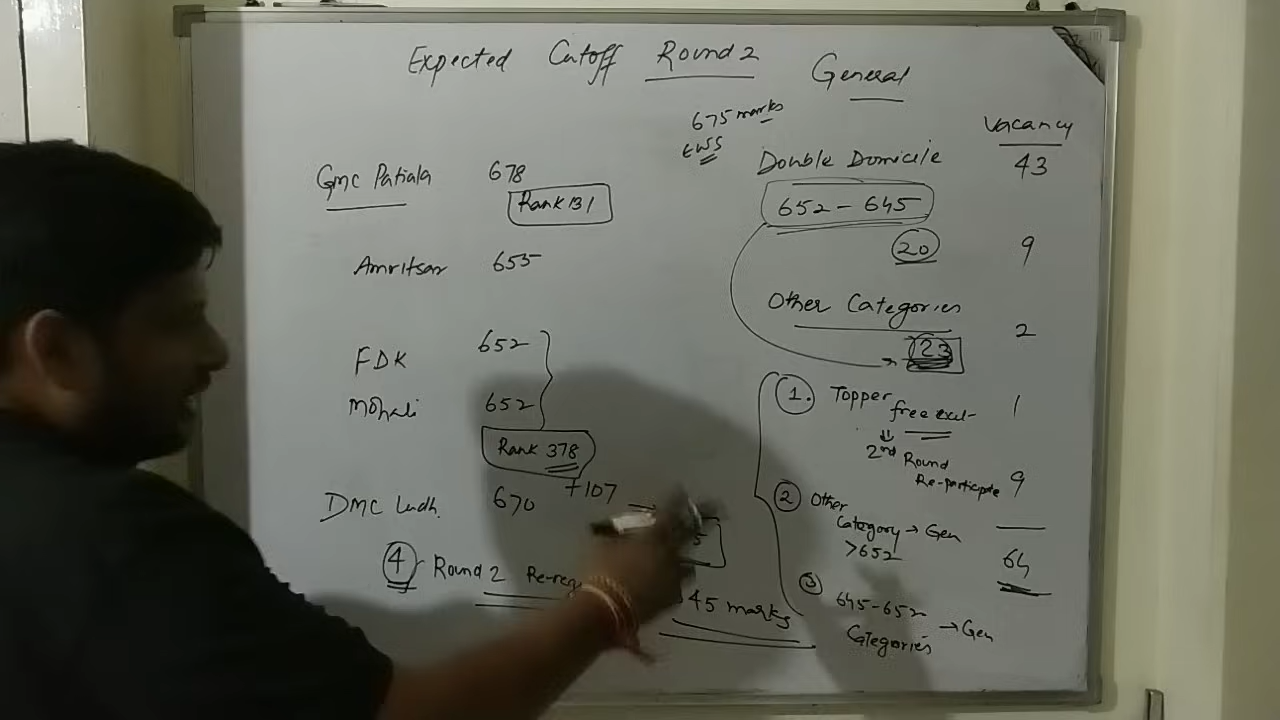 Expected Cutoff Round 2 General
675 marks
EWS
Vacancy
GMC Patiala 678
Rank 131
Double Domicile 43
652 - 645
Amritsar 655
20 9
Other Categories 2
FDK 652
23
Mohali 652
1. Topper free exit 1
2nd Round
Re-participate 9
Rank 378
DMC Ludh. 670 +107 →
2 Other
Category → Gen
>652
64
4 Round 2 Re-reg
45 marks
3 645-652
Categories → Gen